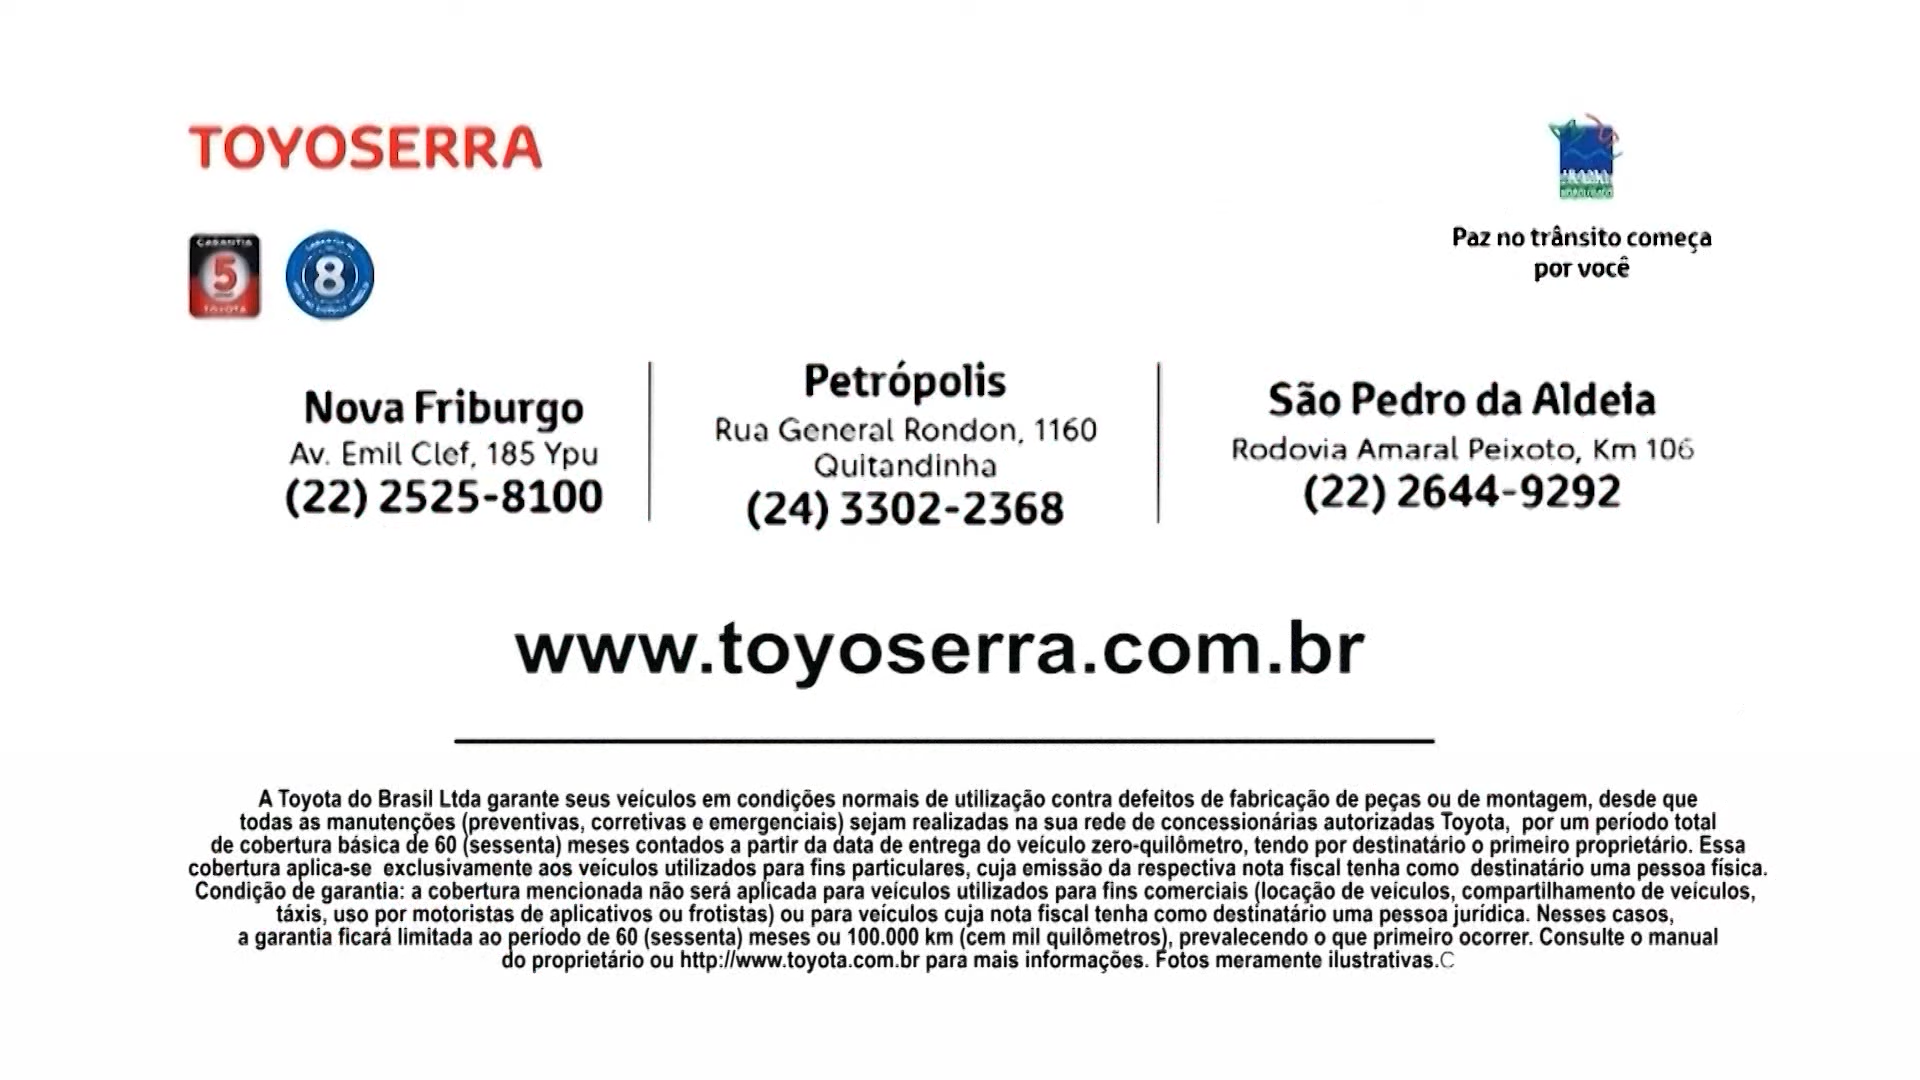 TOYOSERRA
Paz no trânsito começa
por você
GARANTIA
5
TOYOTA
8
Nova Friburgo
Av. Emil Clef, 185 Ypu
(22) 2525-8100
Petrópolis
Rua General Rondon, 1160
Quitandinha
(24) 3302-2368
São Pedro da Aldeia
Rodovia Amaral Peixoto, Km 106
(22) 2644-9292
www.toyoserra.com.br
A Toyota do Brasil Ltda garante seus veículos em condições normais de utilização contra defeitos de fabricação de peças ou de montagem, desde que
todas as manutenções (preventivas, corretivas e emergenciais) sejam realizadas na sua rede de concessionárias autorizadas Toyota, por um período total
de cobertura básica de 60 (sessenta) meses contados a partir da data de entrega do veículo zero-quilômetro, tendo por destinatário o primeiro proprietário. Essa
cobertura aplica-se exclusivamente aos veículos utilizados para fins particulares, cuja emissão da respectiva nota fiscal tenha como destinatário uma pessoa física.
Condição de garantia: a cobertura mencionada não será aplicada para veículos utilizados para fins comerciais (locação de veículos, compartilhamento de veículos,
táxis, uso por motoristas de aplicativos ou frotistas) ou para veículos cuja nota fiscal tenha como destinatário uma pessoa jurídica. Nesses casos,
a garantia ficará limitada ao período de 60 (sessenta) meses ou 100.000 km (cem mil quilômetros), prevalecendo o que primeiro ocorrer. Consulte o manual
do proprietário ou http://www.toyota.com.br para mais informações. Fotos meramente ilustrativas.C